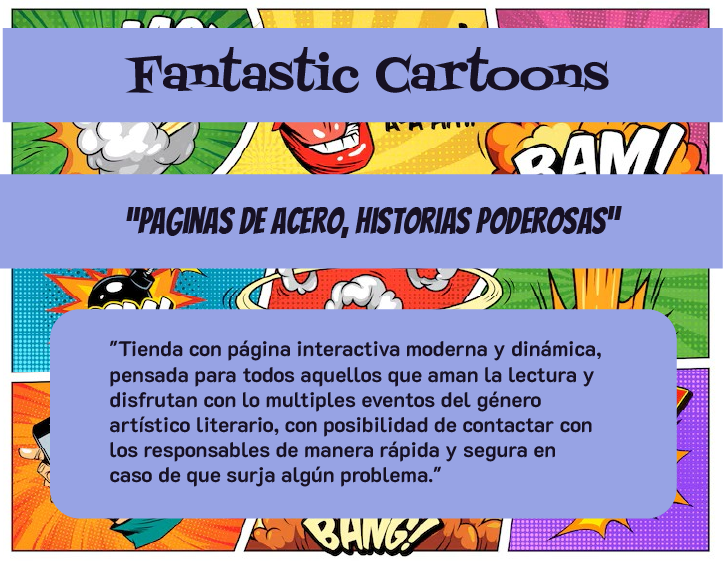 Fantastic Cartoons
BAM!
"PAGINAS DE ACERO, HISTORIAS PODEROSAS"
"Tienda con página interactiva moderna y dinámica,
pensada para todos aquellos que aman la lectura y
disfrutan con lo multiples eventos del género
artístico literario, con posibilidad de contactar con
los responsables de manera rápida y segura en
caso de que surja algún problema."
BANG!